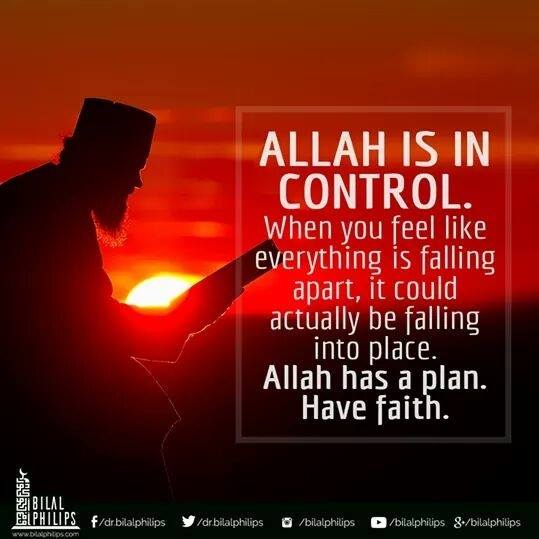 ALLAH IS IN
CONTROL.
When you feel like
everything is falling
apart, it could
actually be falling
into place.
Allah has a plan.
Have faith.
BILAL
PHILIPS
www.bilalphilips.com
f /dr.bilalphilips /dr.bilalphilips /bilalphilips /bilalphilips g+ /bilalphilips